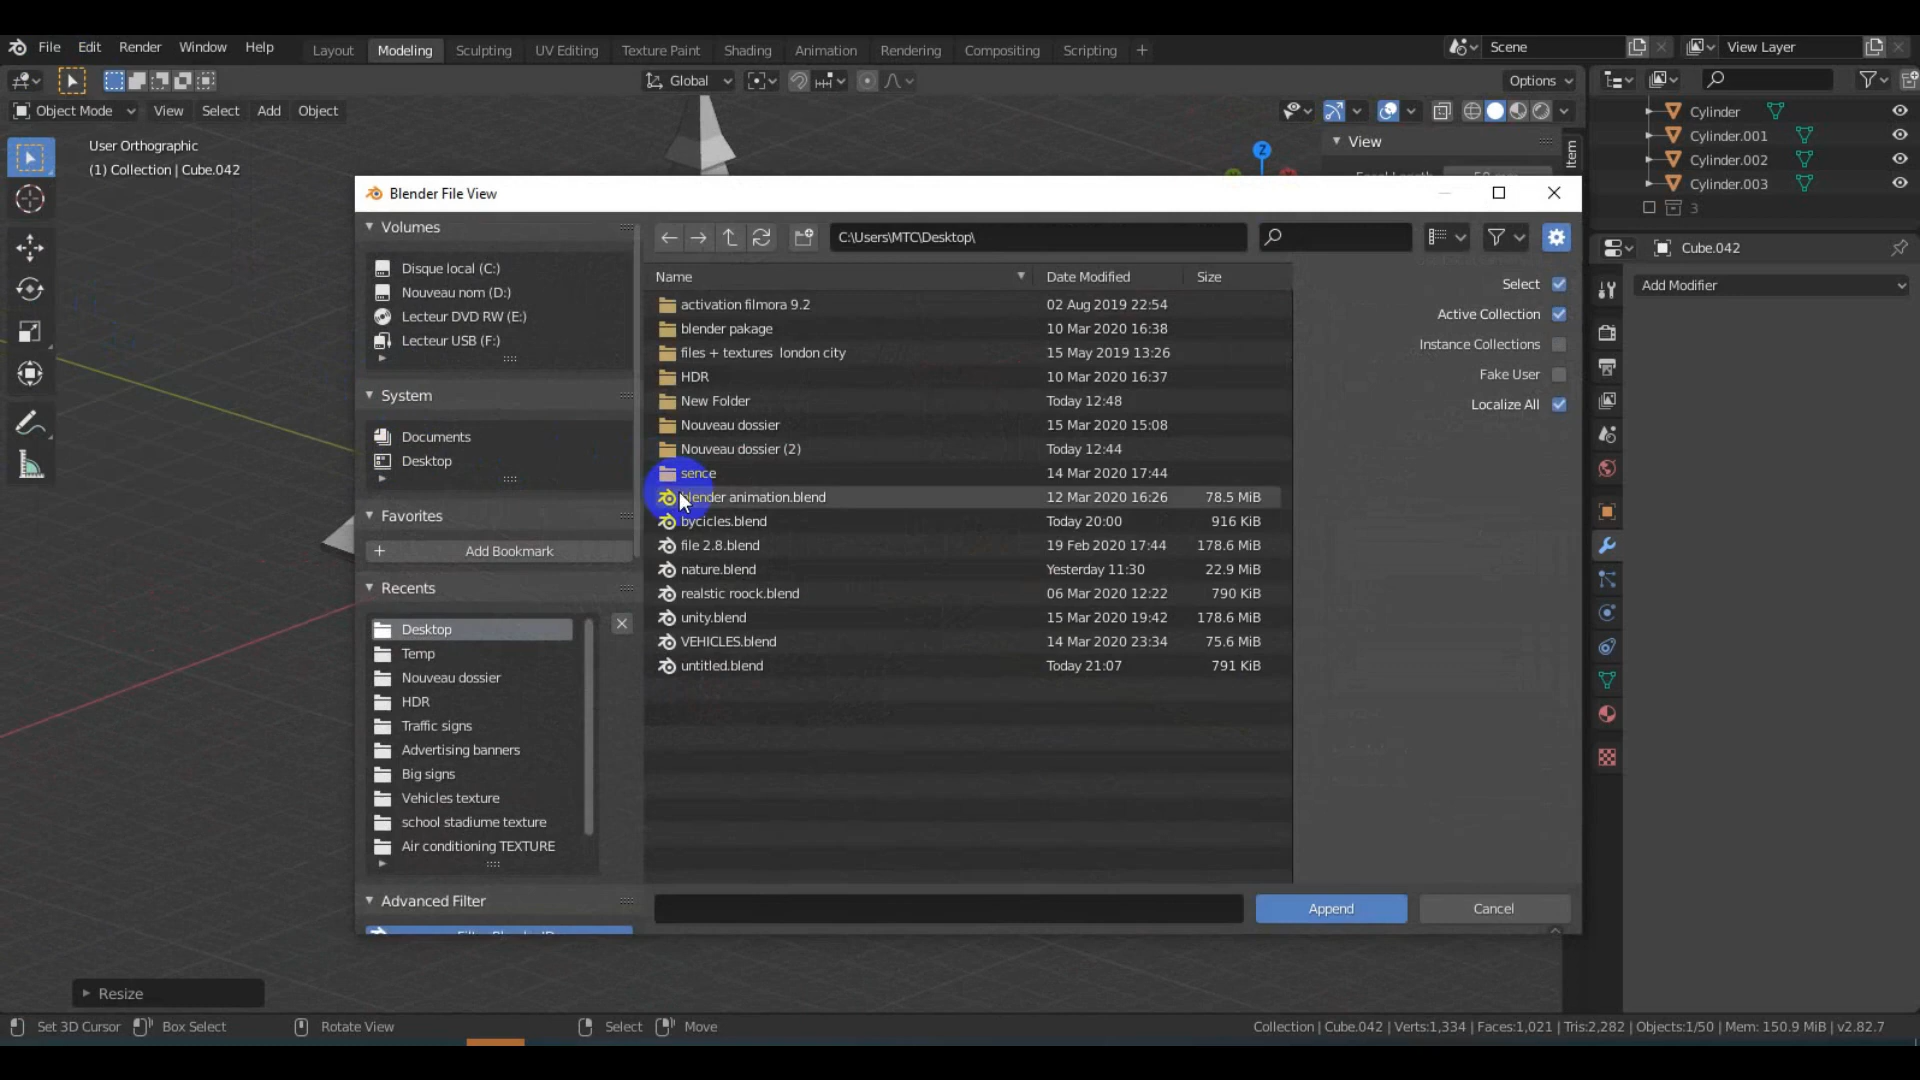 File Edit Render Window Help Layout Modeling Sculpting UV Editing Texture Paint Shading Animation Rendering Compositing Scripting + Scene View Layer
Global Options
Object Mode View Select Add Object
User Orthographic
(1) Collection | Cube.042
Z
View
Item
Cylinder
Cylinder.001
Cylinder.002
Cylinder.003
3
Cube.042
Add Modifier
Blender File View
Volumes
Disque local (C:)
Nouveau nom (D:)
Lecteur DVD RW (E:)
Lecteur USB (F:)
System
Documents
Desktop
Favorites
Add Bookmark
Recents
Desktop
Temp
Nouveau dossier
HDR
Traffic signs
Advertising banners
Big signs
Vehicles texture
school stadiume texture
Air conditioning TEXTURE
Advanced Filter
C:\Users\MTC\Desktop\
Name Date Modified Size
activation filmora 9.2 02 Aug 2019 22:54
blender pakage 10 Mar 2020 16:38
files + textures london city 15 May 2019 13:26
HDR 10 Mar 2020 16:37
New Folder Today 12:48
Nouveau dossier 15 Mar 2020 15:08
Nouveau dossier (2) Today 12:44
sence 14 Mar 2020 17:44
blender animation.blend 12 Mar 2020 16:26 78.5 MiB
bycicles.blend Today 20:00 916 KiB
file 2.8.blend 19 Feb 2020 17:44 178.6 MiB
nature.blend Yesterday 11:30 22.9 MiB
realstic roock.blend 06 Mar 2020 12:22 790 KiB
unity.blend 15 Mar 2020 19:42 178.6 MiB
VEHICLES.blend 14 Mar 2020 23:34 75.6 MiB
untitled.blend Today 21:07 791 KiB
Select
Active Collection
Instance Collections
Fake User
Localize All
Append Cancel
Resize
Set 3D Cursor Box Select Rotate View Select Move Collection | Cube.042 | Verts:1,334 | Faces:1,021 | Tris:2,282 | Objects:1/50 | Mem: 150.9 MiB | v2.82.7